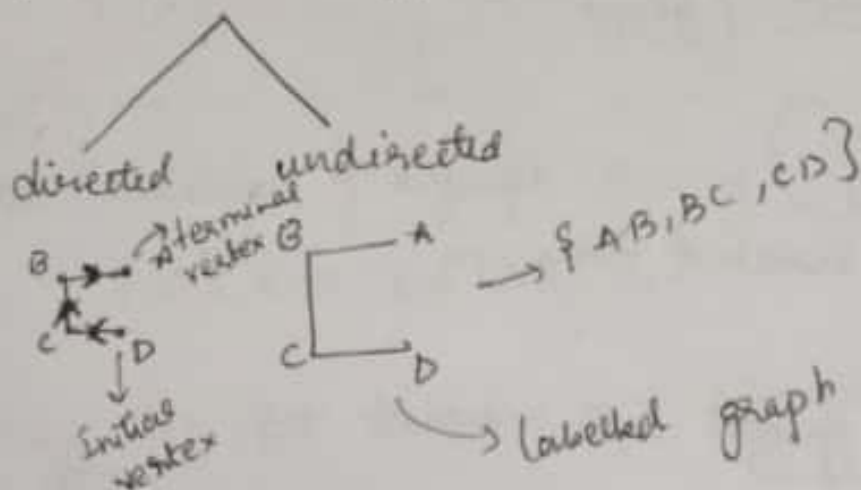 directed
undirected
A terminal
vertex
B
C
D
Initial
vertex
B
A
C
D
{AB, BC, CD}
labelled graph